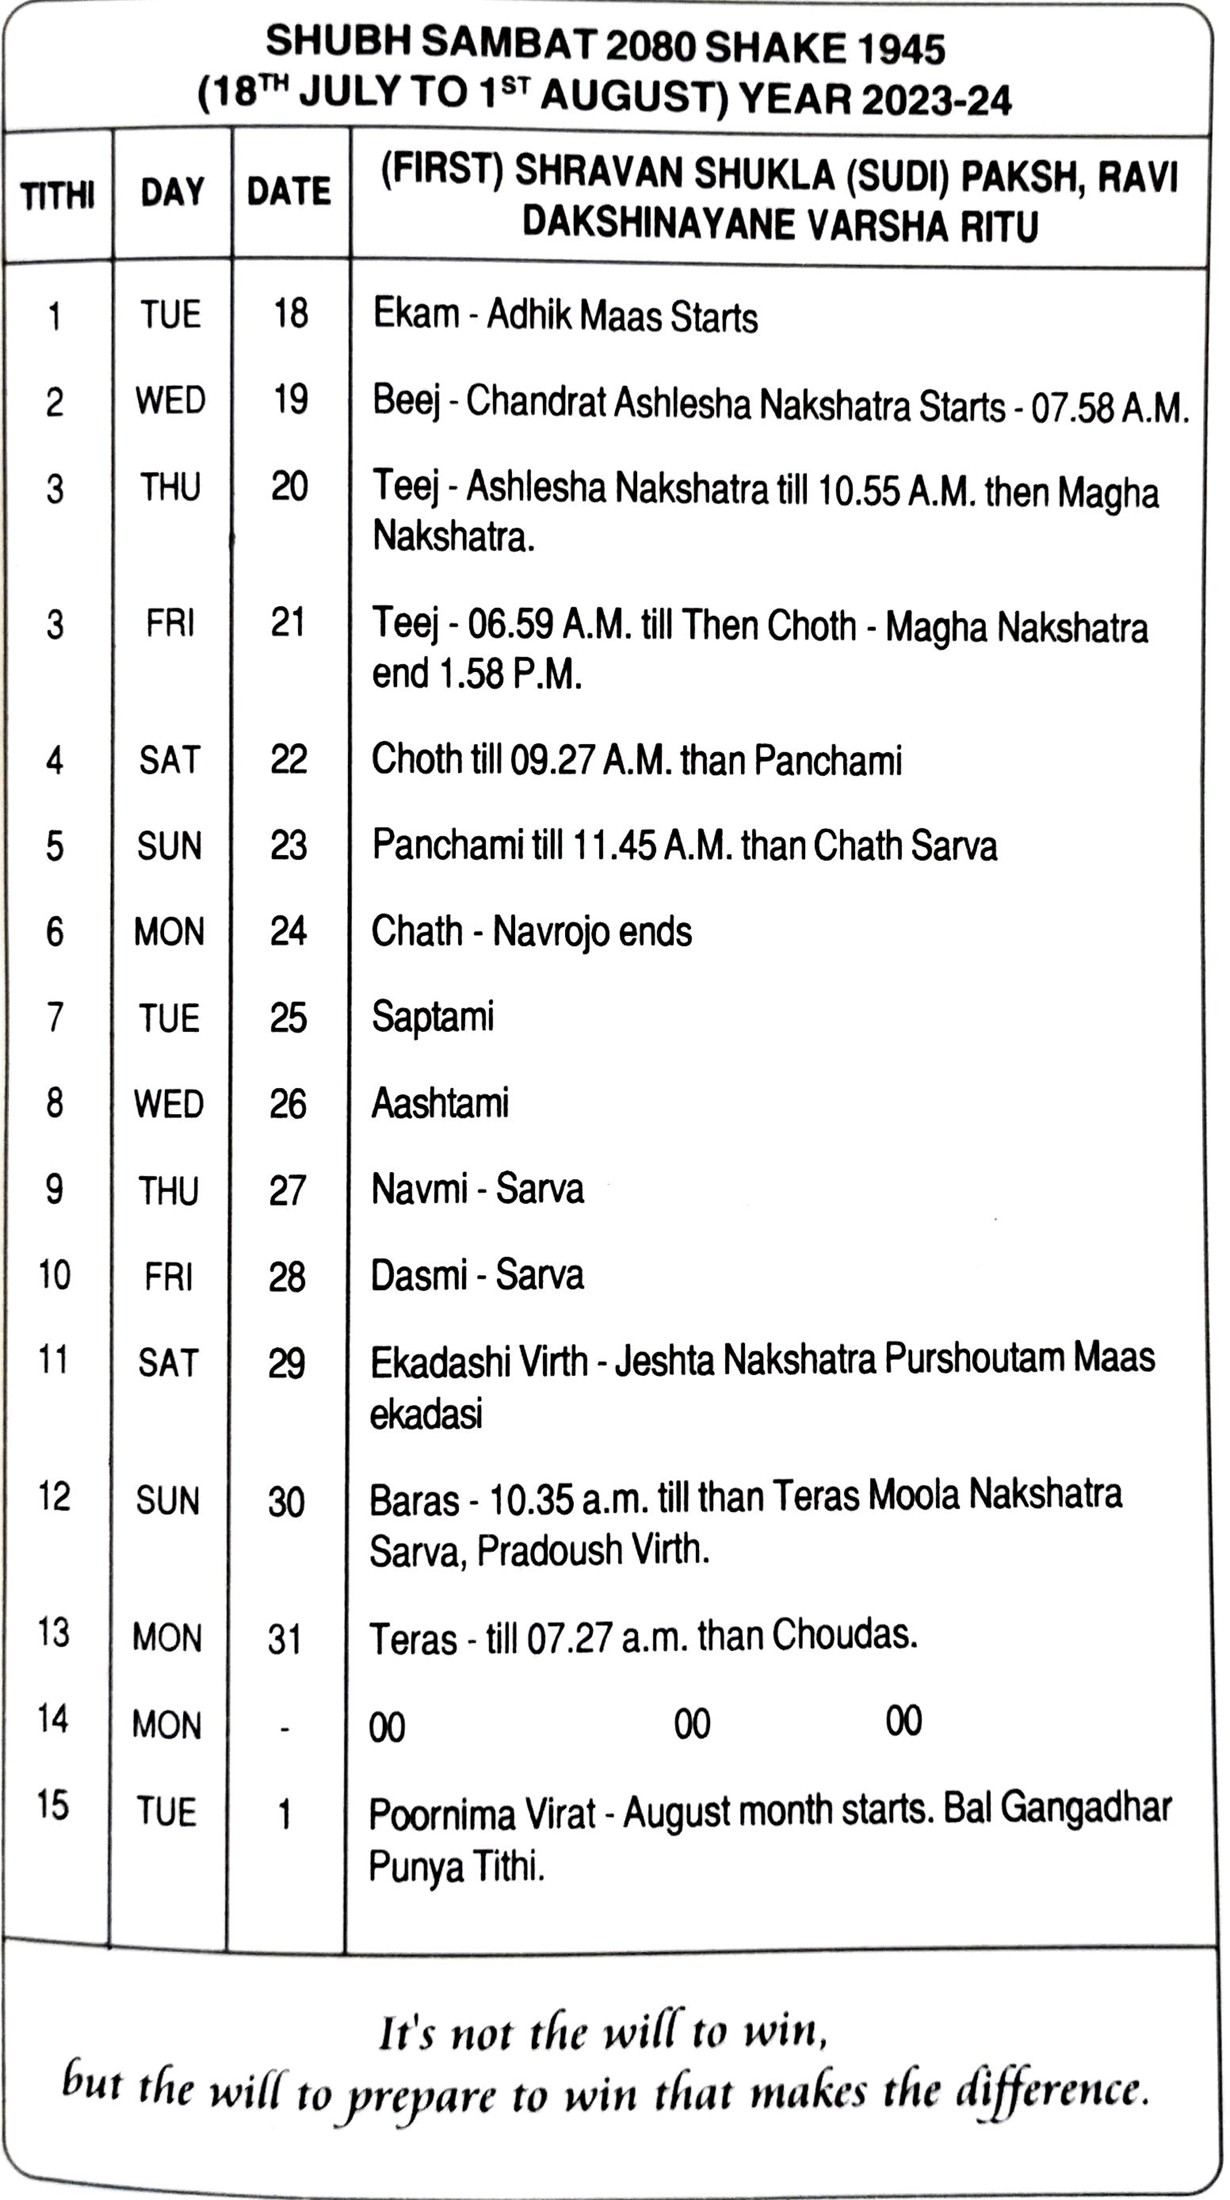 SHUBH SAMBAT 2080 SHAKE 1945
(18TH JULY TO 1ST AUGUST) YEAR 2023-24
TITHI DAY DATE (FIRST) SHRAVAN SHUKLA (SUDI) PAKSH, RAVI
DAKSHINAYANE VARSHA RITU
1 TUE 18 Ekam - Adhik Maas Starts
2 WED 19 Beej - Chandrat Ashlesha Nakshatra Starts - 07.58 A.M.
3 THU 20 Teej - Ashlesha Nakshatra till 10.55 A.M. then Magha
Nakshatra.
3 FRI 21 Teej - 06.59 A.M. till Then Choth - Magha Nakshatra
end 1.58 P.M.
4 SAT 22 Choth till 09.27 A.M. than Panchami
5 SUN 23 Panchami till 11.45 A.M. than Chath Sarva
6 MON 24 Chath - Navrojo ends
7 TUE 25 Saptami
8 WED 26 Aashtami
9 THU 27 Navmi - Sarva
10 FRI 28 Dasmi - Sarva
11 SAT 29 Ekadashi Virth - Jeshta Nakshatra Purshoutam Maas
ekadasi
12 SUN 30 Baras - 10.35 a.m. till than Teras Moola Nakshatra
Sarva, Pradoush Virth.
13 MON 31 Teras - till 07.27 a.m. than Choudas.
14 MON - 00 00 00
15 TUE 1 Poornima Virat - August month starts. Bal Gangadhar
Punya Tithi.
It's not the will to win,
but the will to prepare to win that makes the difference.